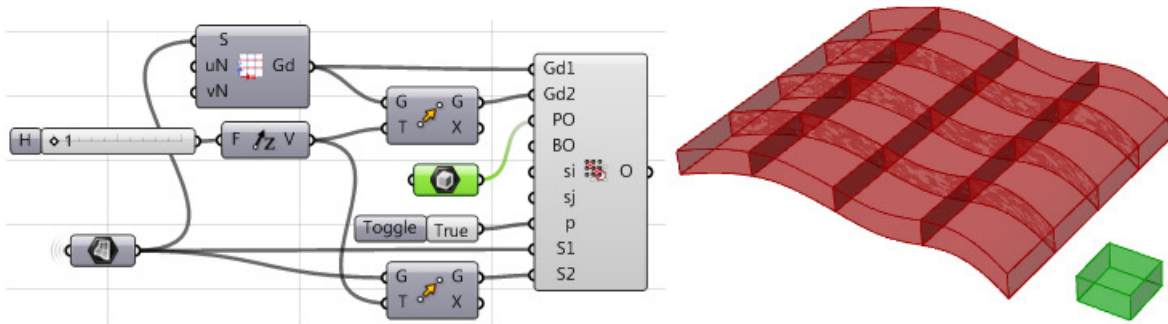 S
uN Gd
vN
H 1
F Z V
G G
T X
Toggle True
G G
T X
Gd1
Gd2
PO
BO
si O
sj
p
S1
S2